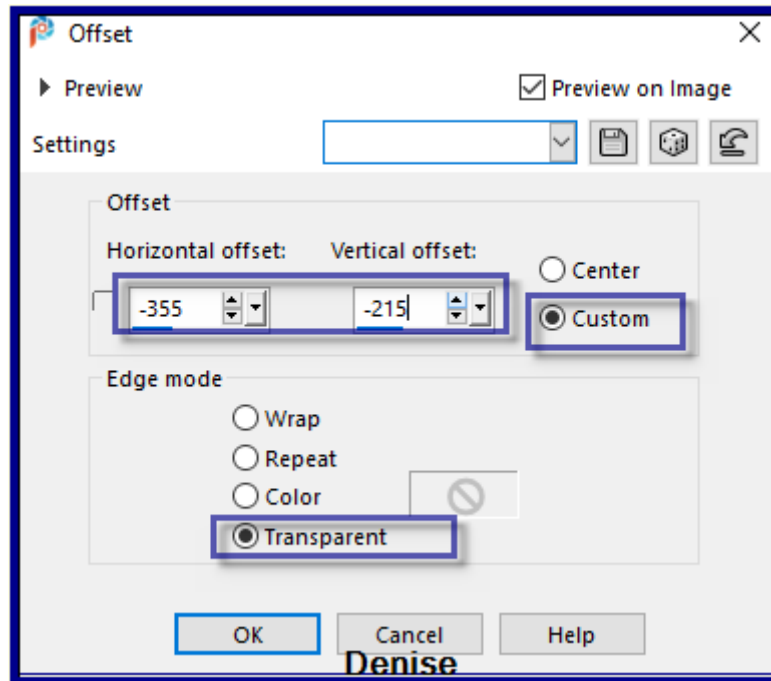 Offset
Preview
Preview on Image
Settings
Offset
Horizontal offset:
Vertical offset:
Center
-355
-215
Custom
Edge mode
Wrap
Repeat
Color
Transparent
OK
Cancel
Help
Denise